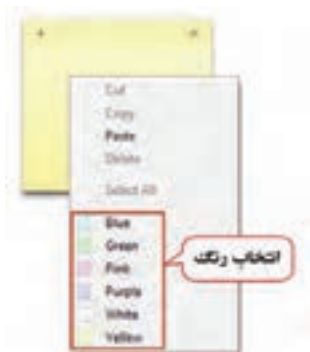 Cut
Copy
Paste
Delete
Select All
Blue
Green
Pink
Purple
White
Yellow
انتخاب رنگ